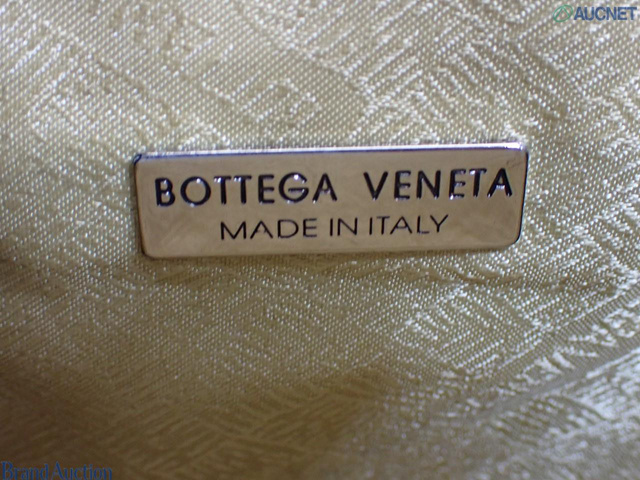 AUCNET
BOTTEGA VENETA
MADE IN ITALY
Brand Auction